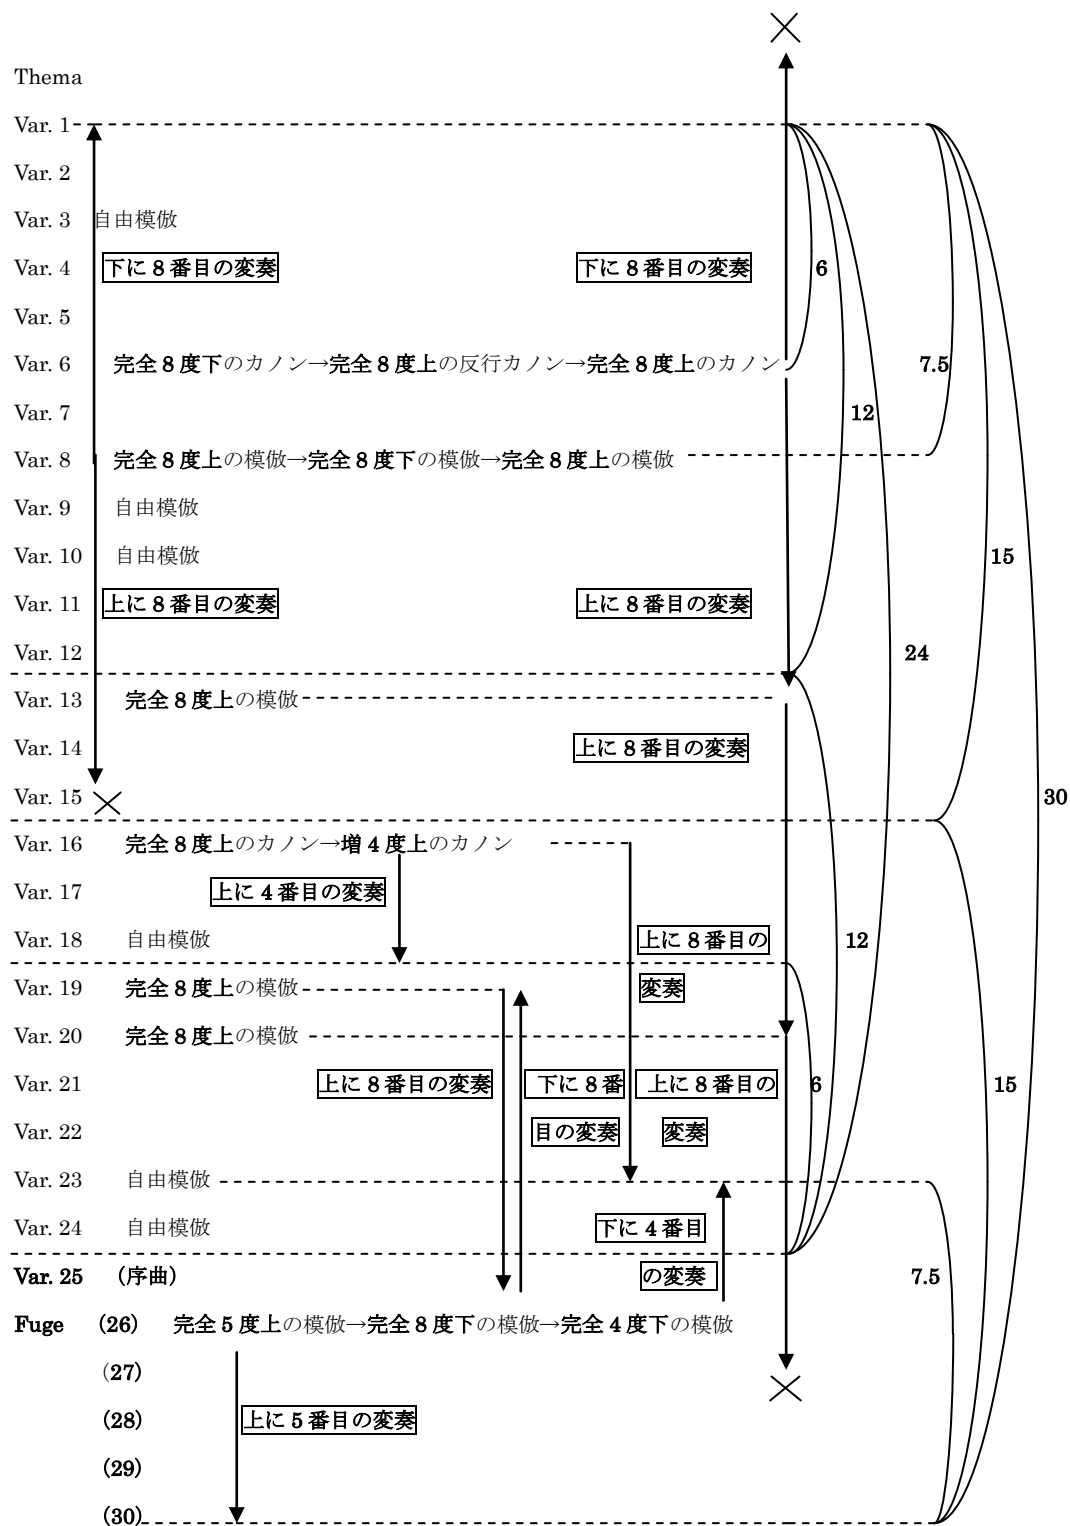 Thema
Var. 1
Var. 2
Var. 3 自由模倣
Var. 4 下に 8 番目の変奏 下に 8 番目の変奏 6
Var. 5
Var. 6 完全 8 度下のカノン→完全 8 度上の反行カノン→完全 8 度上のカノン 7.5
Var. 7 12
Var. 8 完全 8 度上の模倣→完全 8 度下の模倣→完全 8 度上の模倣
Var. 9 自由模倣
Var. 10 自由模倣 15
Var. 11 上に 8 番目の変奏 上に 8 番目の変奏
Var. 12 24
Var. 13 完全 8 度上の模倣
Var. 14 上に 8 番目の変奏
Var. 15 30
Var. 16 完全 8 度上のカノン→増 4 度上のカノン
Var. 17 上に 4 番目の変奏
Var. 18 自由模倣 上に 8 番目の 12
Var. 19 完全 8 度上の模倣 変奏
Var. 20 完全 8 度上の模倣
Var. 21 上に 8 番目の変奏 下に 8 番 上に 8 番目の 6 15
Var. 22 目の変奏 変奏
Var. 23 自由模倣
Var. 24 自由模倣 下に 4 番目
Var. 25 (序曲) の変奏 7.5
Fuge (26) 完全 5 度上の模倣→完全 8 度下の模倣→完全 4 度下の模倣
(27)
(28) 上に 5 番目の変奏
(29)
(30)